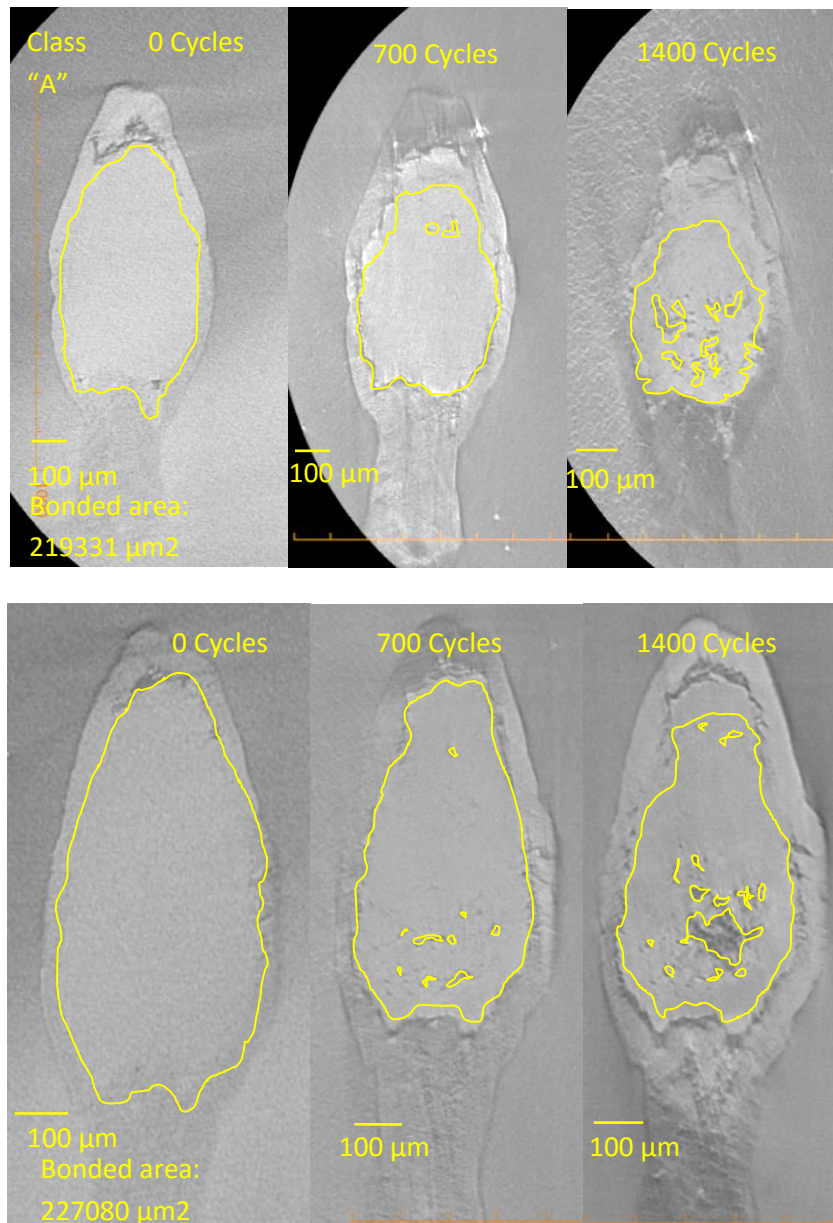 Class 0 Cycles
“A”
700 Cycles
1400 Cycles
100 µm
Bonded area:
219331 µm2
100 µm
100 µm
0 Cycles
700 Cycles
1400 Cycles
100 µm
Bonded area:
227080 µm2
100 µm
100 µm